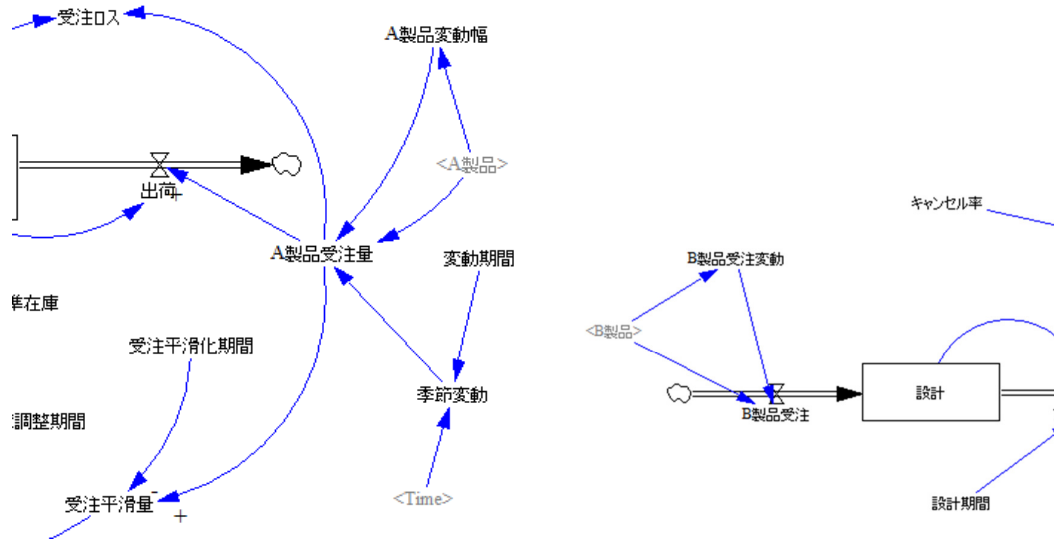 受注ロス
A製品変動幅
<A製品>
出荷
+
A製品受注量
変動期間
準在庫
受注平滑化期間
季節変動
調整期間
受注平滑量
-
+
<Time>
キャンセル率
B製品受注変動
<B製品>
設計
B製品受注
設計期間